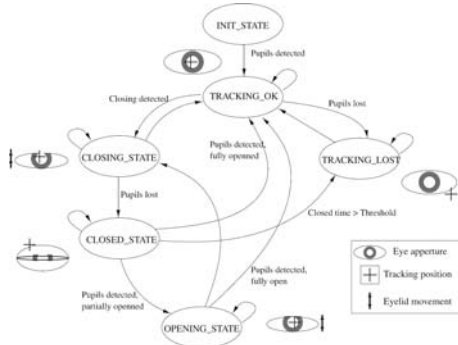 INIT_STATE
Pupils detected
TRACKING_OK
Closing detected
Pupils lost
Pupils detected,
fully openned
CLOSING_STATE
TRACKING_LOST
Pupils lost
Closed time > Threshold
CLOSED_STATE
Eye apperture
Tracking position
Eyelid movement
Pupils detected,
partially openned
Pupils detected,
fully open
OPENING_STATE